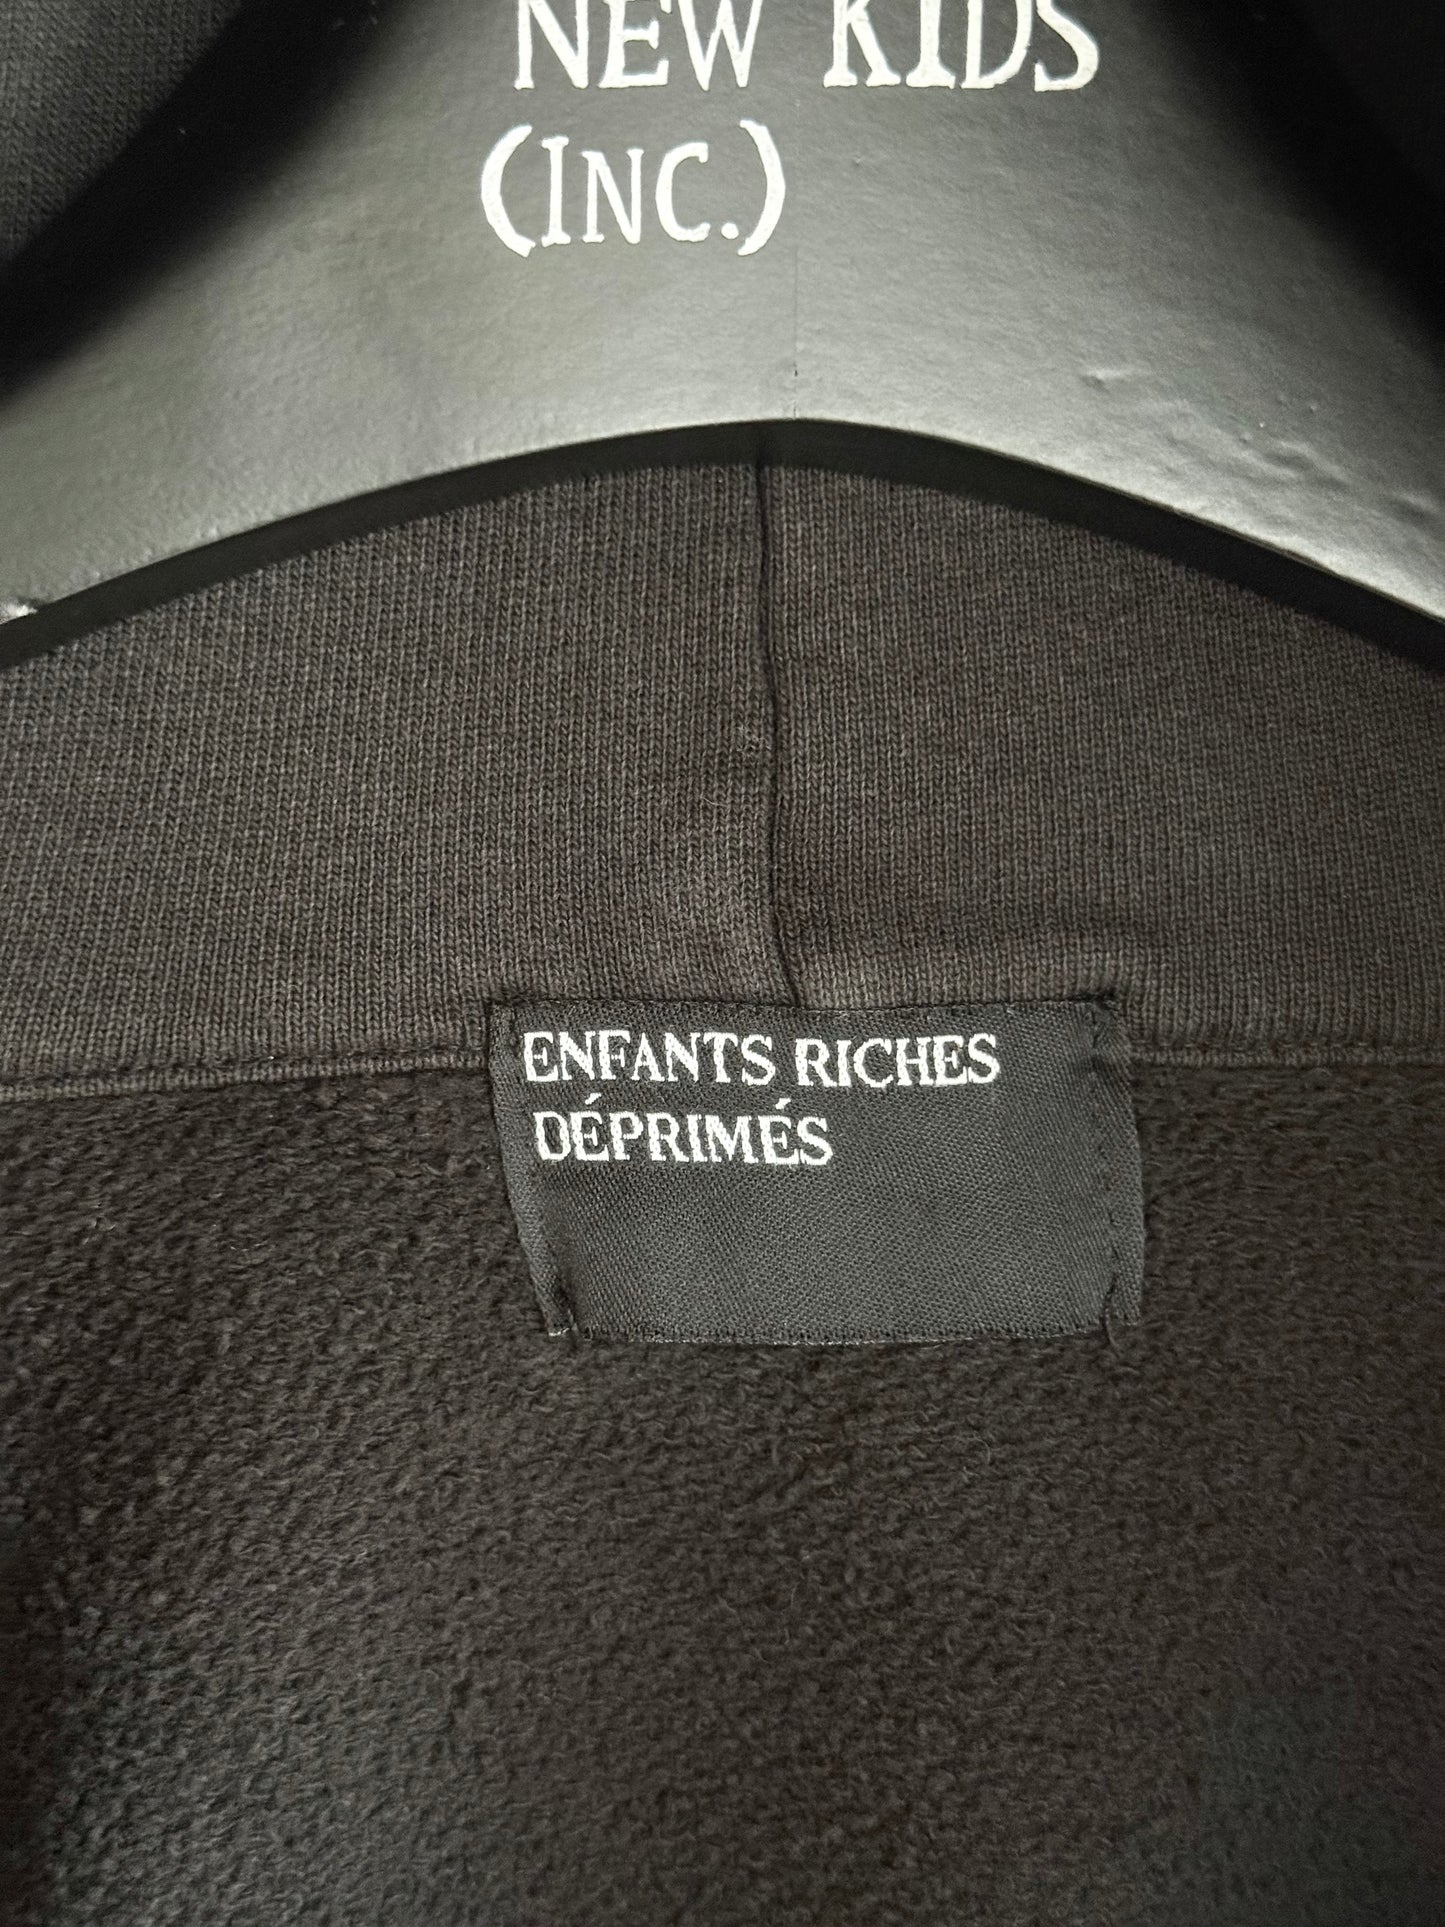 NEW KIDS
(INC.)
ENFANTS RICHES
DÉPRIMÉS